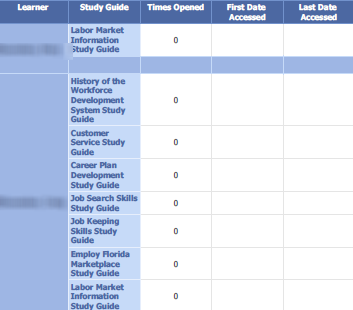 Learner Study Guide Times Opened First Date Last Date
Accessed Accessed
Labor Market
Information 0
Study Guide
History of the
Workforce
Development 0
System Study
Guide
Customer
Service Study 0
Guide
Career Plan
Development 0
Study Guide
Job Search Skills 0
Study Guide
Job Keeping
Skills Study 0
Guide
Employ Florida
Marketplace 0
Study Guide
Labor Market
Information 0
Study Guide